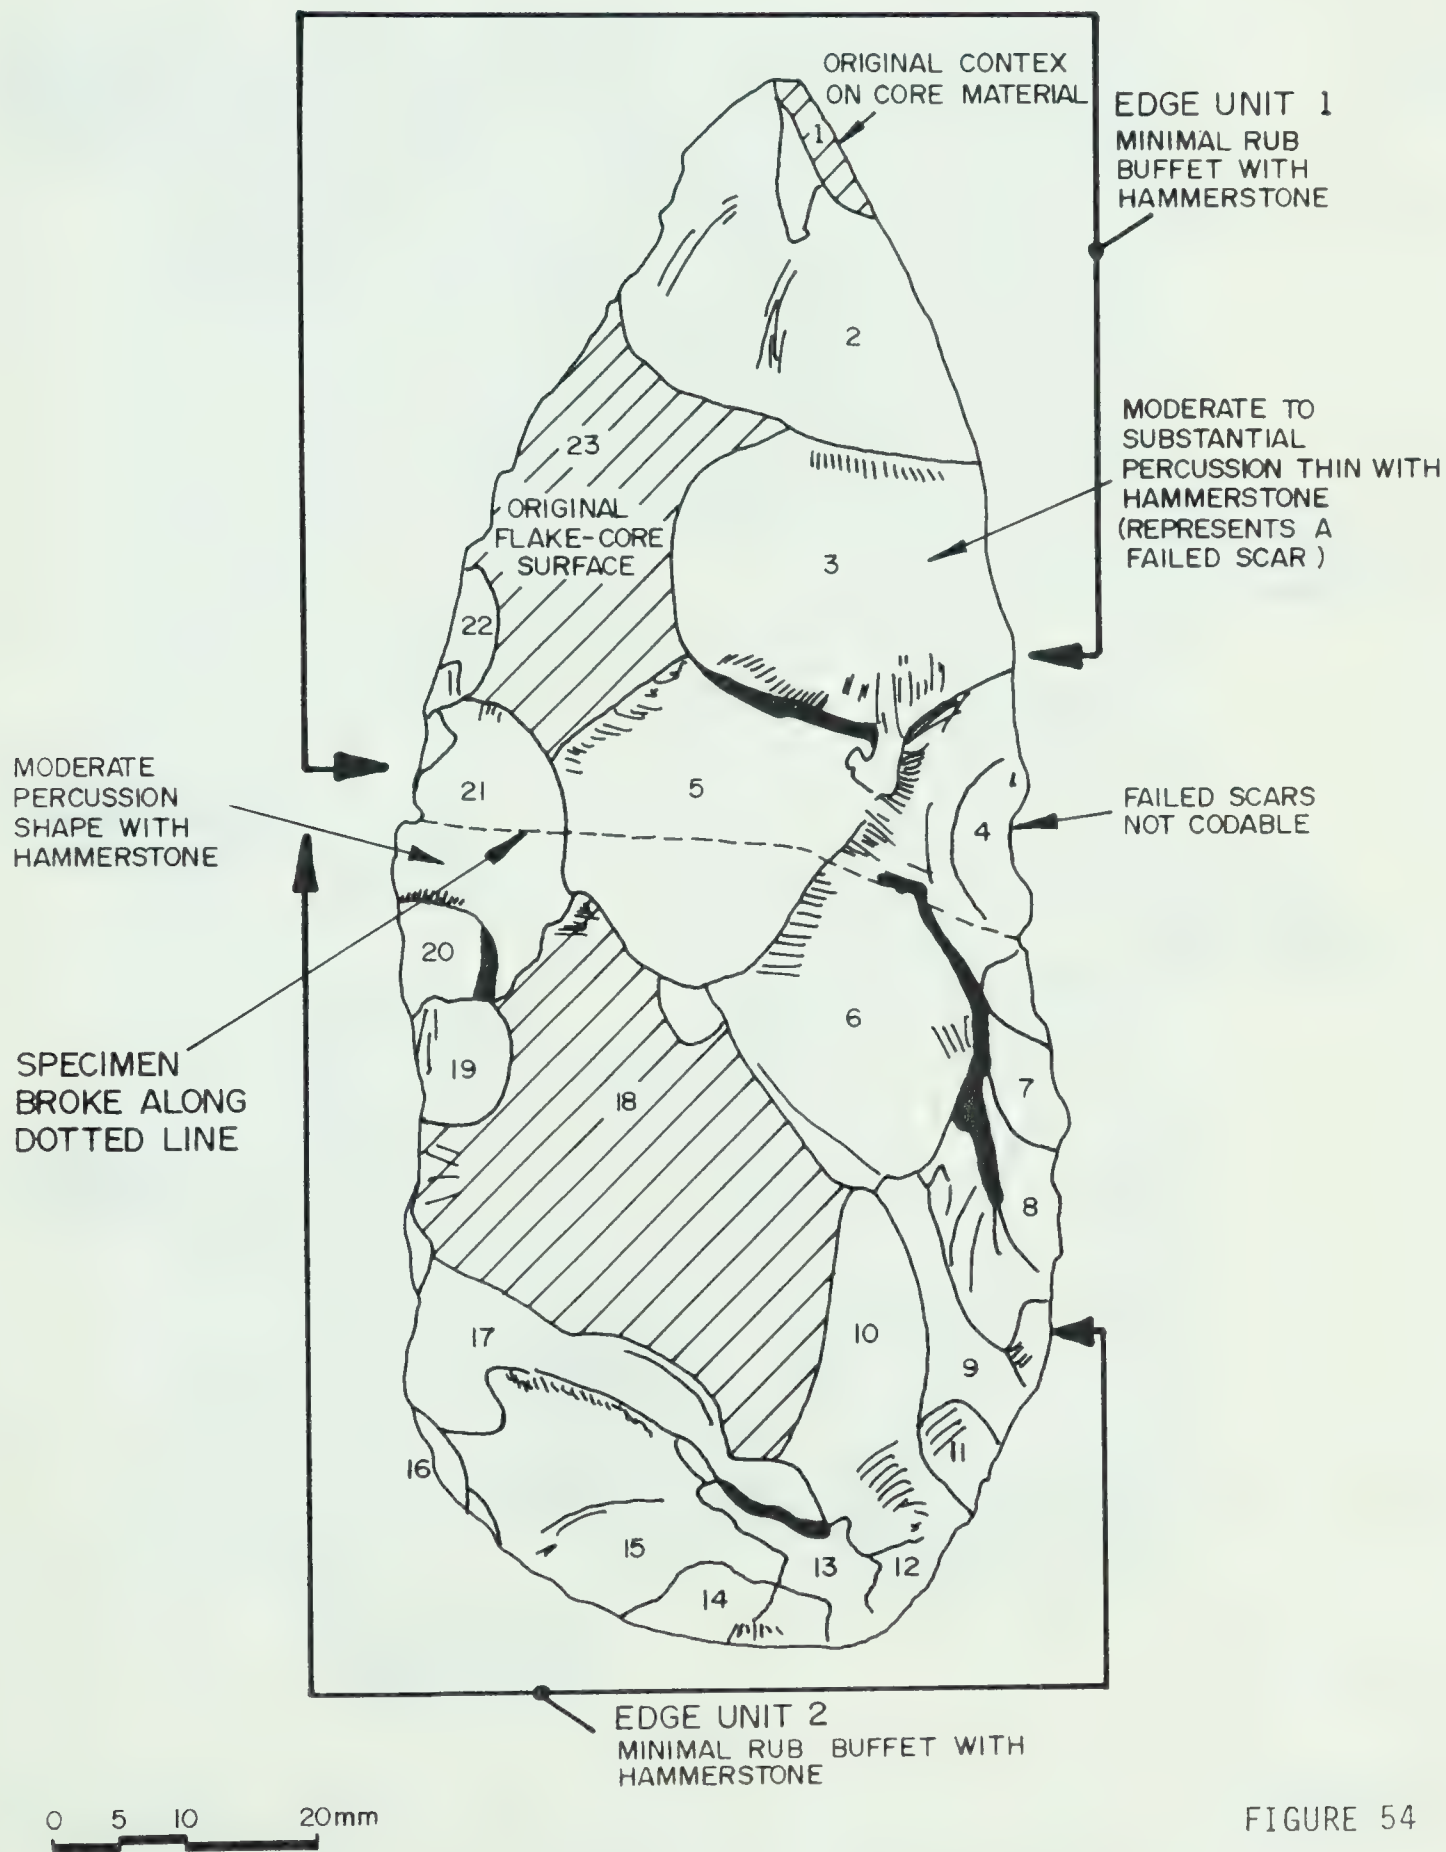 ORIGINAL CONTEX
ON CORE MATERIAL
1
EDGE UNIT 1
MINIMAL RUB
BUFFET WITH
HAMMERSTONE
2
MODERATE TO
SUBSTANTIAL
PERCUSSION THIN WITH
HAMMERSTONE
(REPRESENTS A
FAILED SCAR)
23
ORIGINAL
FLAKE-CORE
SURFACE
3
22
MODERATE
PERCUSSION
SHAPE WITH
HAMMERSTONE
21
5
4
FAILED SCARS
NOT CODABLE
20
6
SPECIMEN
BROKE ALONG
DOTTED LINE
19
18
7
8
17
10
9
11
16
15
13
12
14
EDGE UNIT 2
MINIMAL RUB BUFFET WITH
HAMMERSTONE
0 5 10 20mm
FIGURE 54